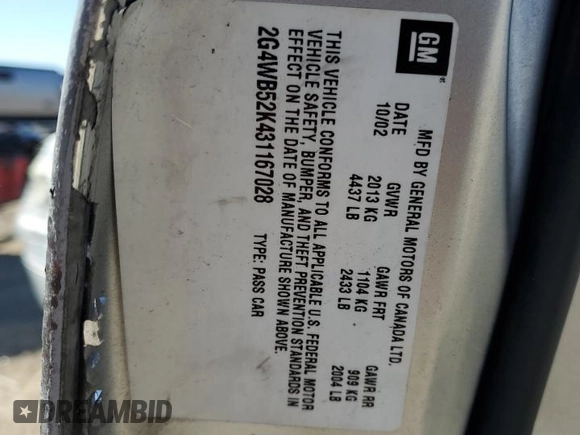 GM
MFD BY GENERAL MOTORS OF CANADA LTD.
DATE GVWR GAWR FRT GAWR RR
10/02 2013 KG 1104 KG 909 KG
4437 LB 2433 LB 2004 LB
THIS VEHICLE CONFORMS TO ALL APPLICABLE U.S. FEDERAL MOTOR
VEHICLE SAFETY, BUMPER, AND THEFT PREVENTION STANDARDS IN
EFFECT ON THE DATE OF MANUFACTURE SHOWN ABOVE.
2G4WB52K431167028 TYPE: PASS CAR
DREAMBID